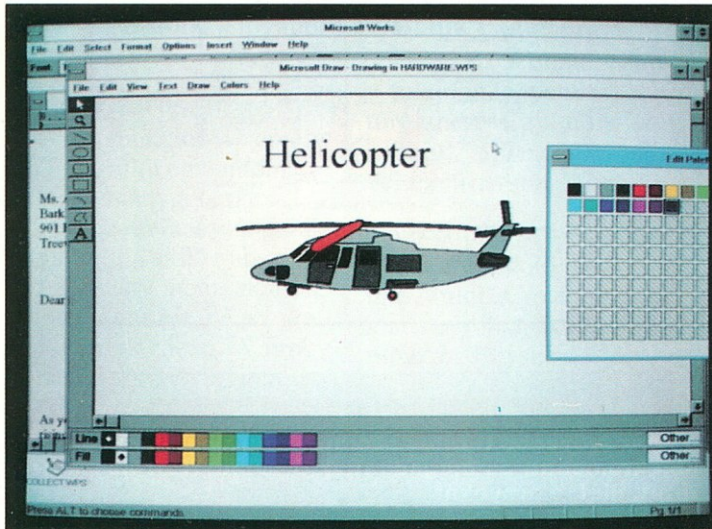 Microsoft Works
File Edit Select Format Options Insert Window Help
Font
Microsoft Draw - Drawing in HARDWARE.WPS
File Edit View Text Draw Colors Help
Helicopter
Edit Palet
A
Ms.
Bark
901
Treev
Dear
As y
Line
Other...
Fill
Other...
COLLECT.WPS
Press ALT to choose commands.
Pg 1/1